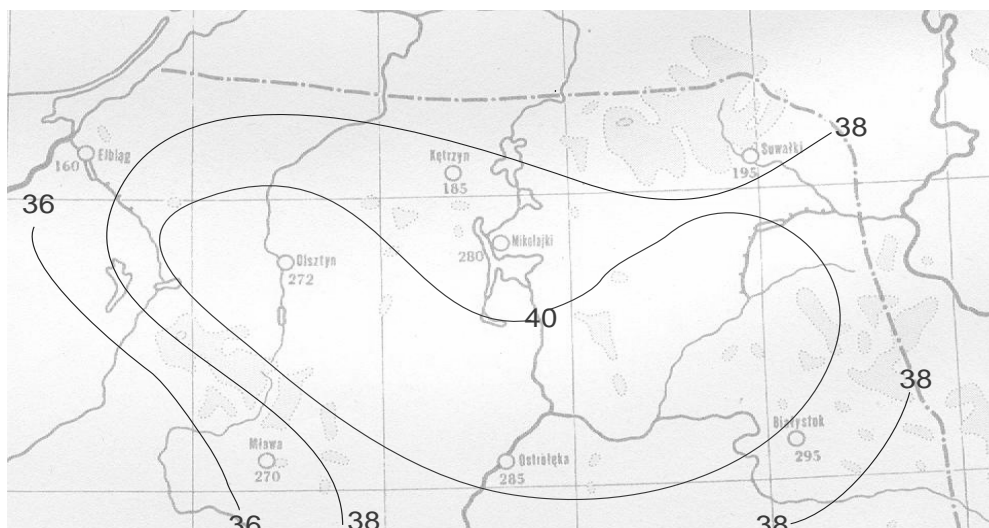 38
160 Elbląg
Suwałki
195
Kętrzyn
185
36
Mikołajki
280
Olsztyn
272
40
38
Białystok
295
Mława
270
Ostrołęka
285
36
38
38